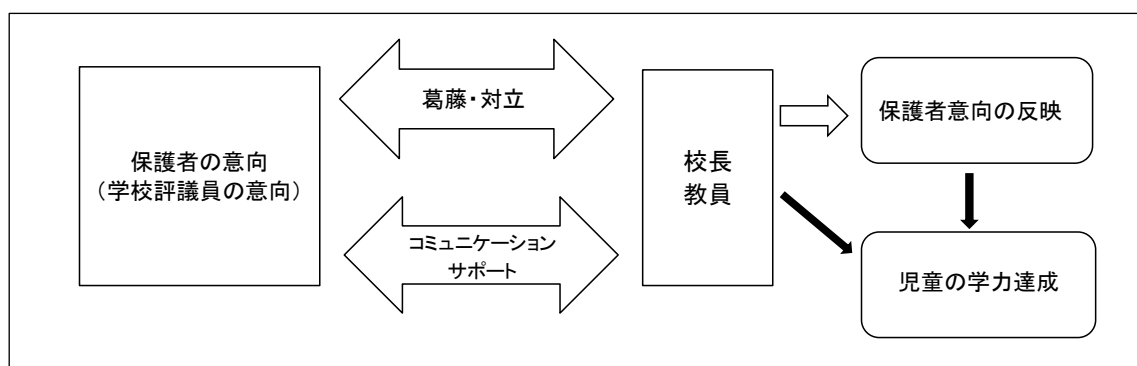 保護者の意向
（学校評議員の意向）
葛藤・対立
コミュニケーション
サポート
校長
教員
保護者意向の反映
児童の学力達成